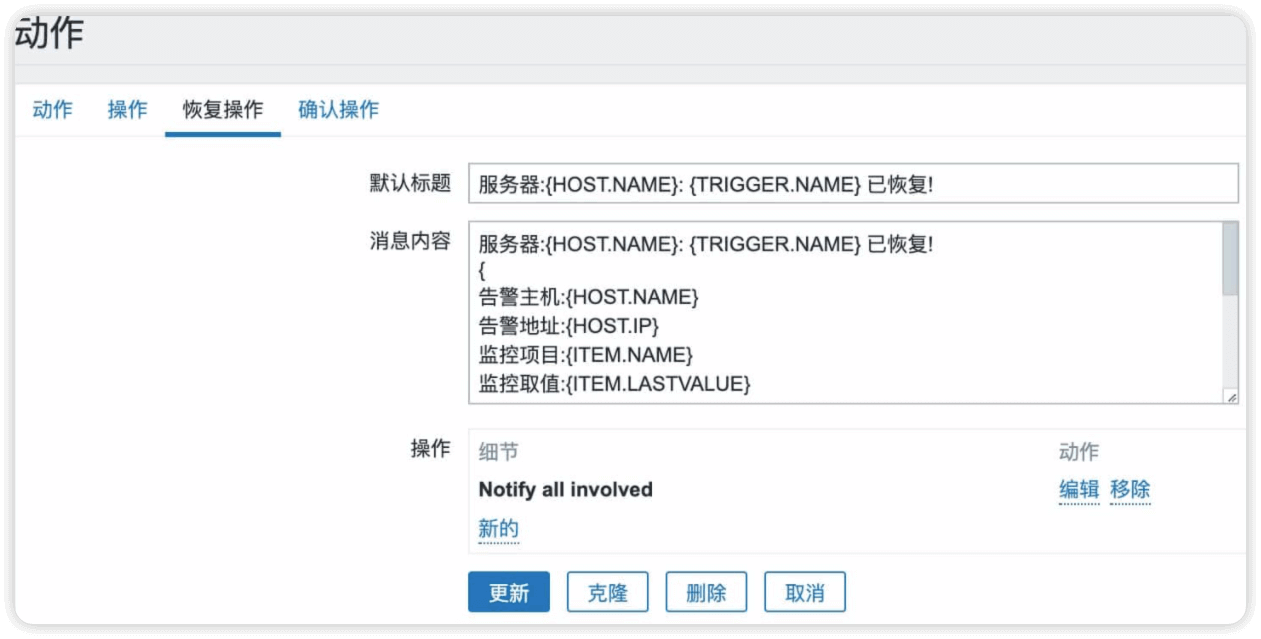 动作
动作 操作 恢复操作 确认操作
默认标题 服务器:{HOST.NAME}: {TRIGGER.NAME} 已恢复!
消息内容 服务器:{HOST.NAME}: {TRIGGER.NAME} 已恢复!
{
告警主机:{HOST.NAME}
告警地址:{HOST.IP}
监控项目:{ITEM.NAME}
监控取值:{ITEM.LASTVALUE}
操作 细节 动作
Notify all involved 编辑 移除
新的
更新 克隆 删除 取消